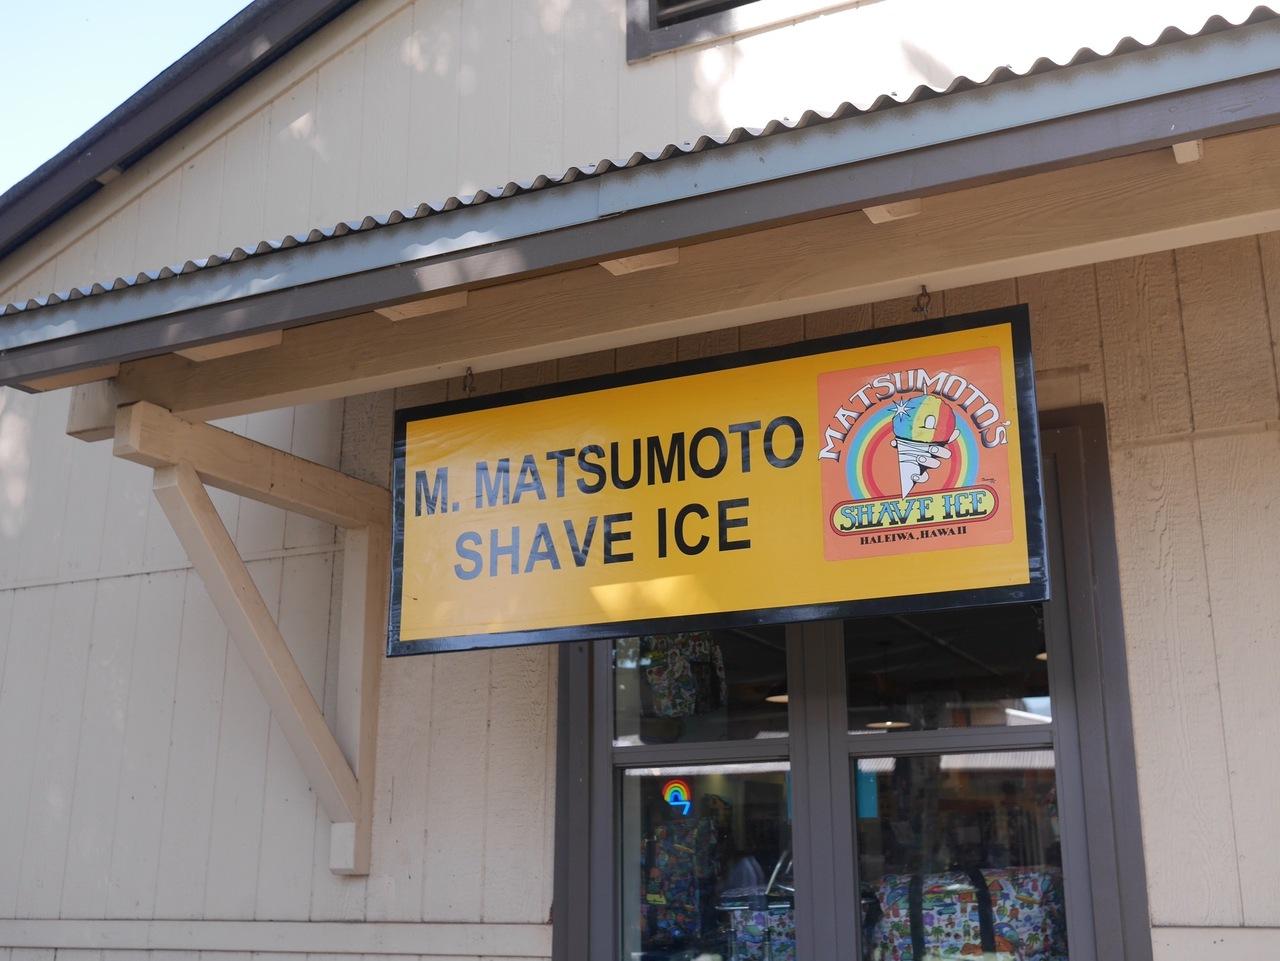 M. MATSUMOTO
SHAVE ICE
MATSUMOTO'S
SHAVE ICE
HALEIWA, HAWAII